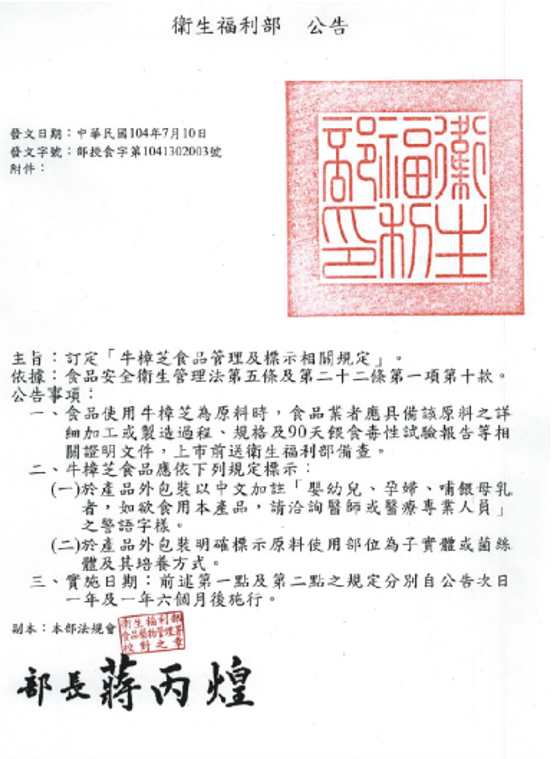 衛生福利部 公告
衛生
福利
部印
發文日期：中華民國104年7月10日
發文字號：部授食字第1041302003號
附件：
主旨：訂定「牛樟芝食品管理及標示相關規定」。
依據：食品安全衛生管理法第五條及第二十二條第一項第十款。
公告事項：
一、食品使用牛樟芝為原料時，食品業者應具備該原料之詳
細加工或製造過程、規格及90天餵食毒性試驗報告等相
關證明文件，上市前送衛生福利部備查。
二、牛樟芝食品應依下列規定標示：
(一)於產品外包裝以中文加註「嬰幼兒、孕婦、哺餵母乳
者，如欲食用本產品，請洽詢醫師或醫療專業人員」
之警語字樣。
(二)於產品外包裝明確標示原料使用部位為子實體或菌絲
體及其培養方式。
三、實施日期：前述第一點及第二點之規定分別自公告次日
一年及一年六個月後施行。
副本：本部法規會
衛生福利部
食品藥物管理署
校對之章
部長蔣丙煌